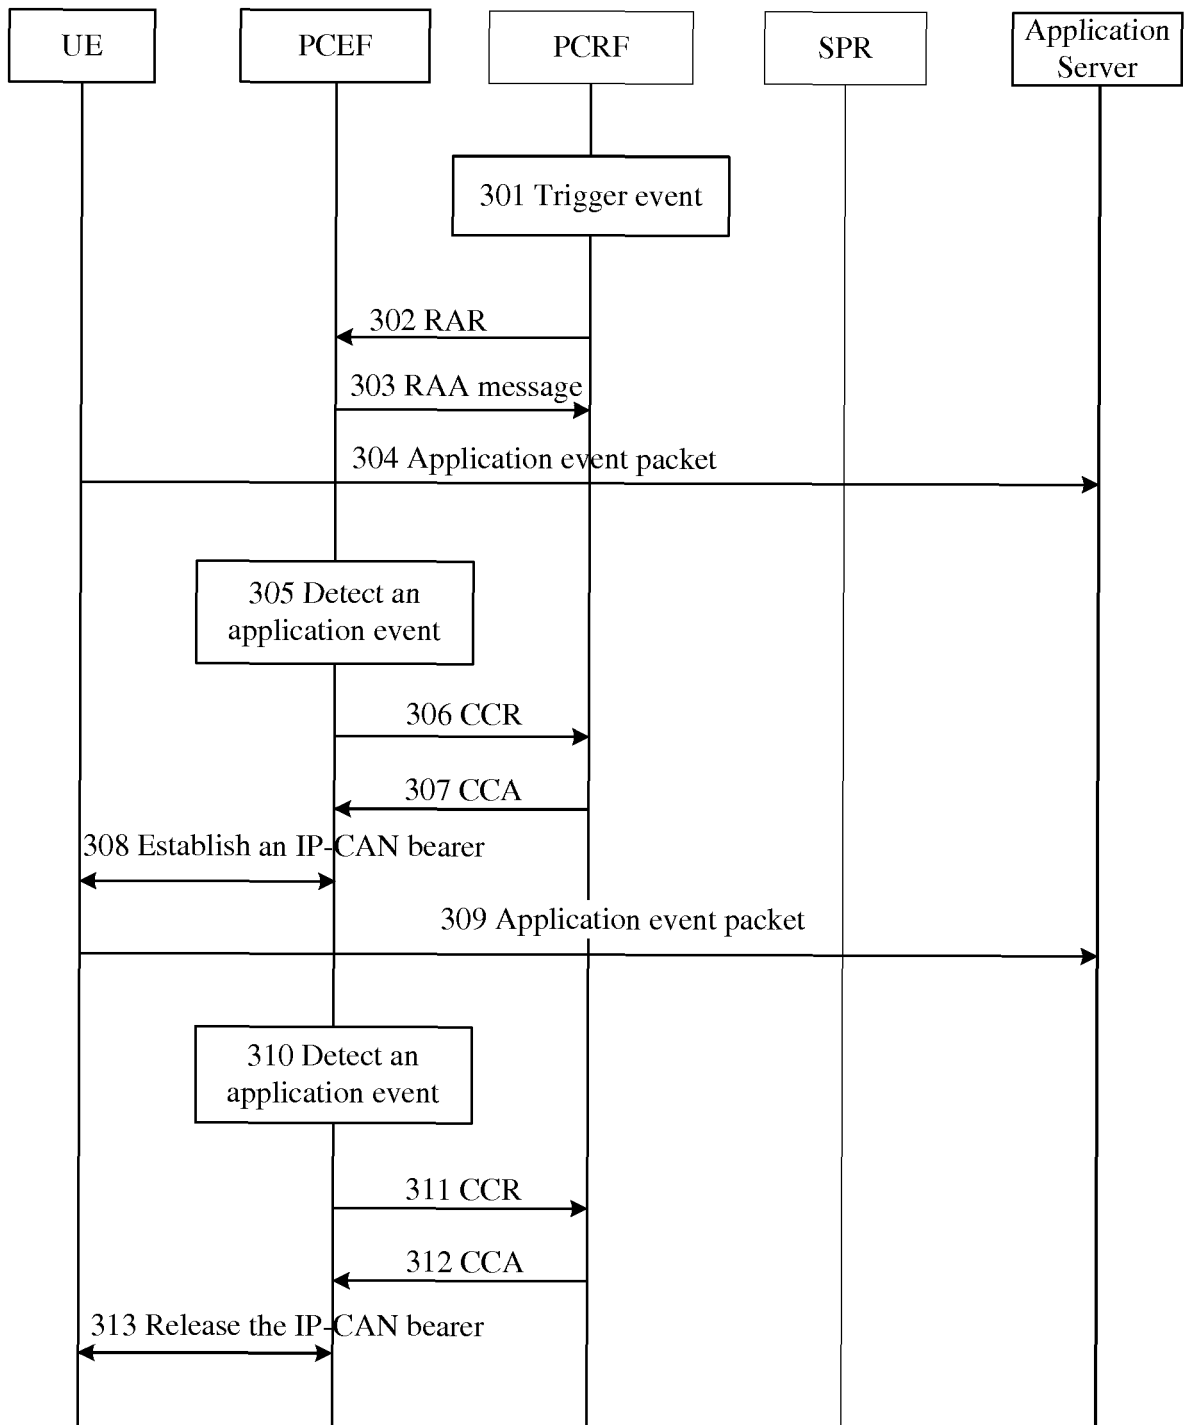 UE
PCEF
PCRF
SPR
Application
Server
301 Trigger event
302 RAR
303 RAA message
304 Application event packet
305 Detect an
application event
306 CCR
307 CCA
308 Establish an IP-CAN bearer
309 Application event packet
310 Detect an
application event
311 CCR
312 CCA
313 Release the IP-CAN bearer